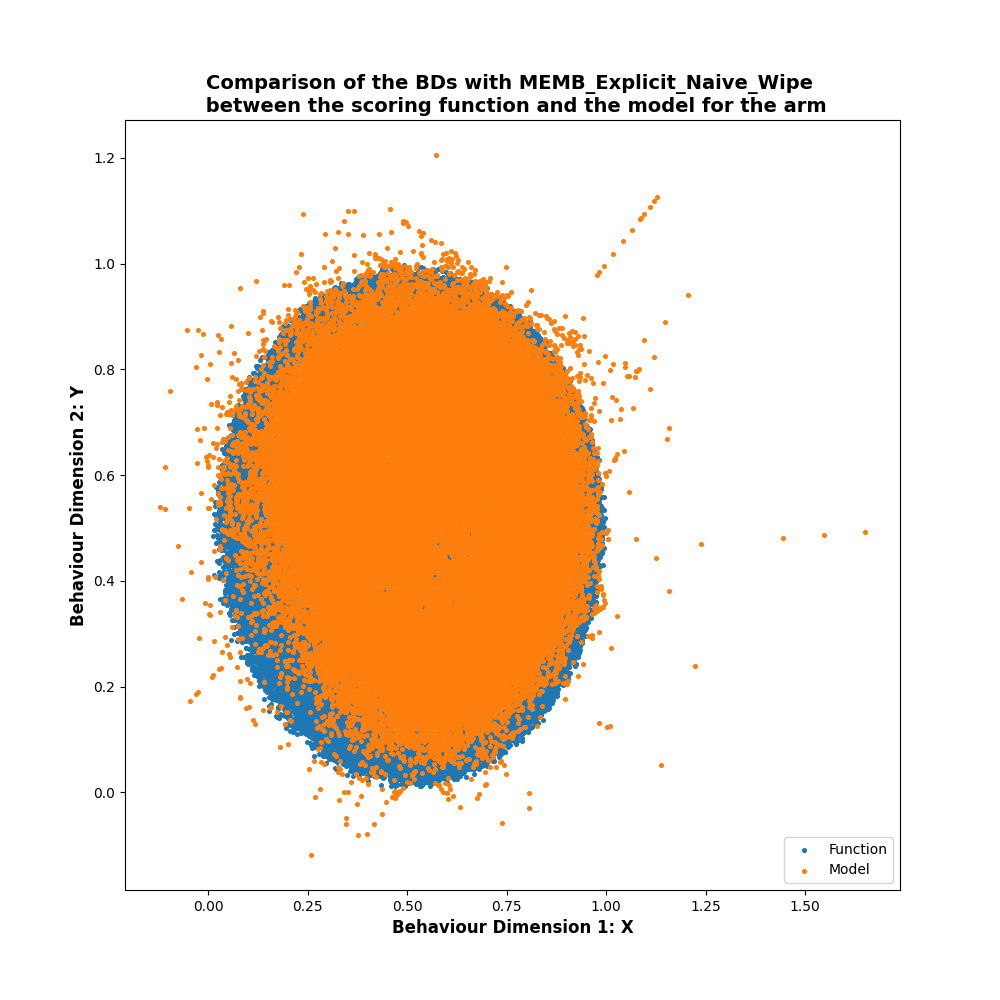 Comparison of the BDs with MEMB_Explicit_Naive_Wipe
between the scoring function and the model for the arm
1.2
1.0
0.8
0.6
0.4
0.2
0.0
Behaviour Dimension 2: Y
Function
Model
0.00 0.25 0.50 0.75 1.00 1.25 1.50
Behaviour Dimension 1: X